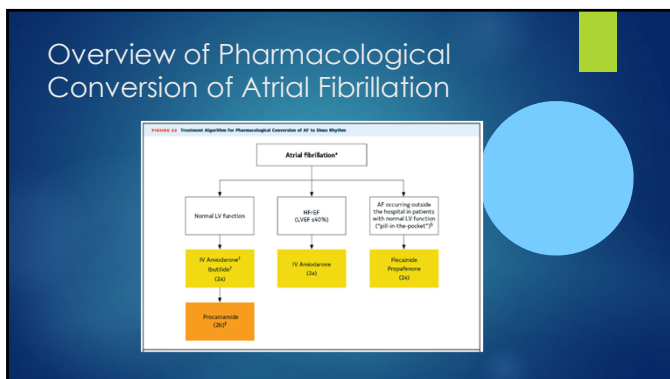 Overview of Pharmacological
Conversion of Atrial Fibrillation
FIGURE 22 Treatment Algorithm for Pharmacological Conversion of AF to Sinus Rhythm
Atrial fibrillation*
Normal LV function
HFrEF
(LVEF ≤40%)
AF occurring outside
the hospital in patients
with normal LV function
("pill-in-the-pocket")§
IV Amiodarone†
Ibutilide†
(2a)
IV Amiodarone
(2a)
Flecainide
Propafenone
(2a)
Procainamide
(2b)‡